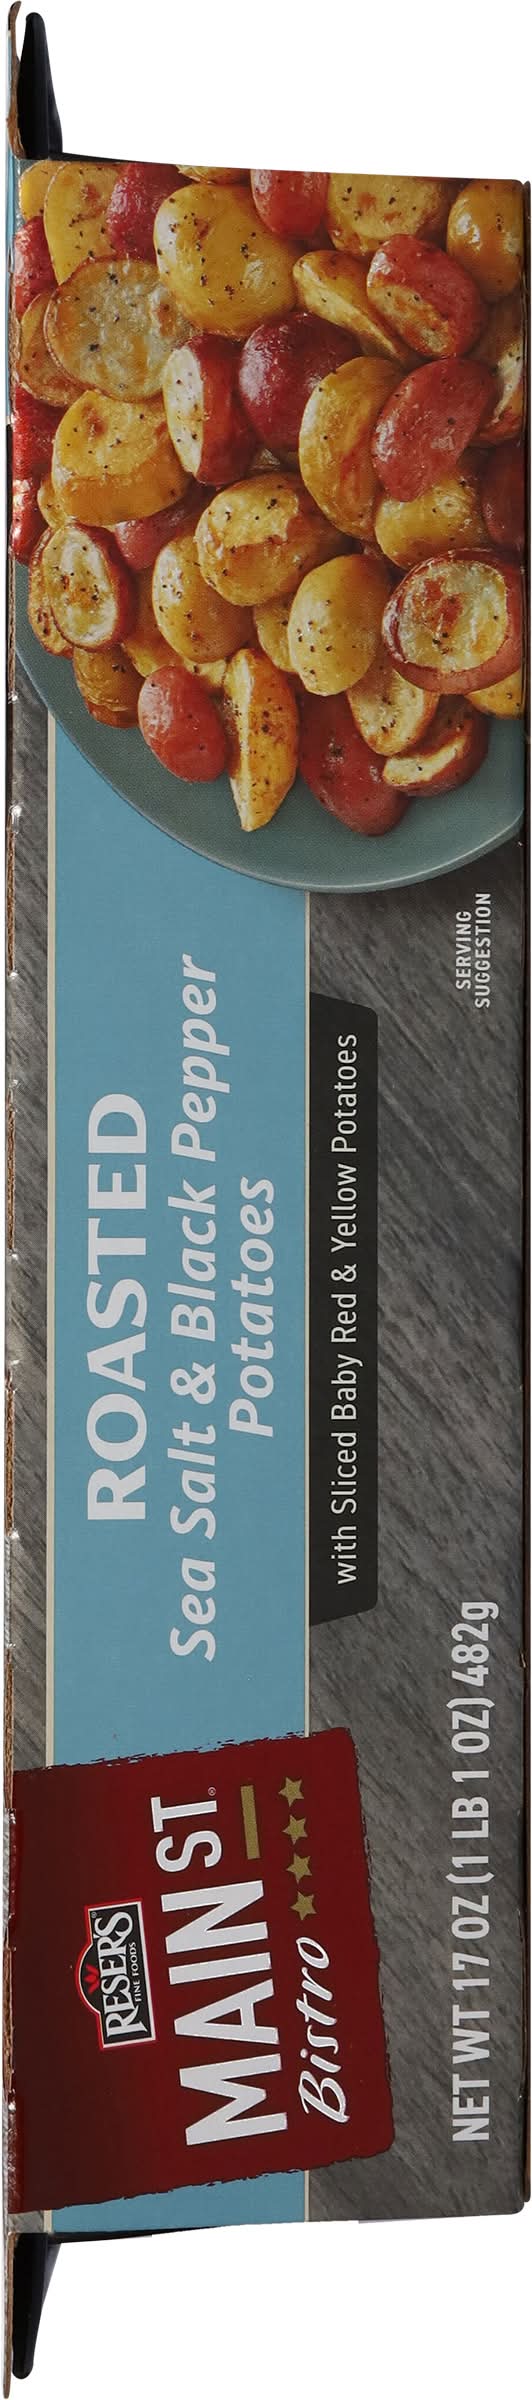 RESER'S
FINE FOODS
MAIN ST.
Bistro
ROASTED
Sea Salt & Black Pepper
Potatoes
with Sliced Baby Red & Yellow Potatoes
NET WT 17 OZ (1 LB 1 OZ) 482g
SERVING
SUGGESTION